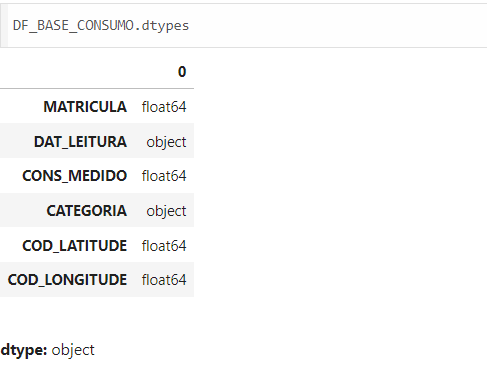 DF_BASE_CONSUMO.dtypes
0
MATRICULA float64
DAT_LEITURA object
CONS_MEDIDO float64
CATEGORIA object
COD_LATITUDE float64
COD_LONGITUDE float64
dtype: object